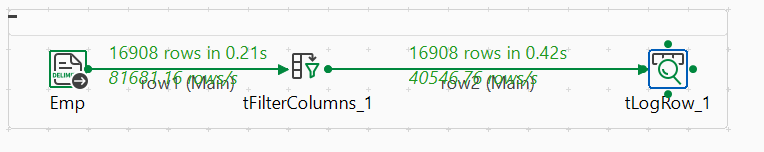 16908 rows in 0.21s
81681.16 rows/s
row1 (Main)
16908 rows in 0.42s
40546.76 rows/s
row2 (Main)
DELIMI
Emp
tFilterColumns_1
tLogRow_1